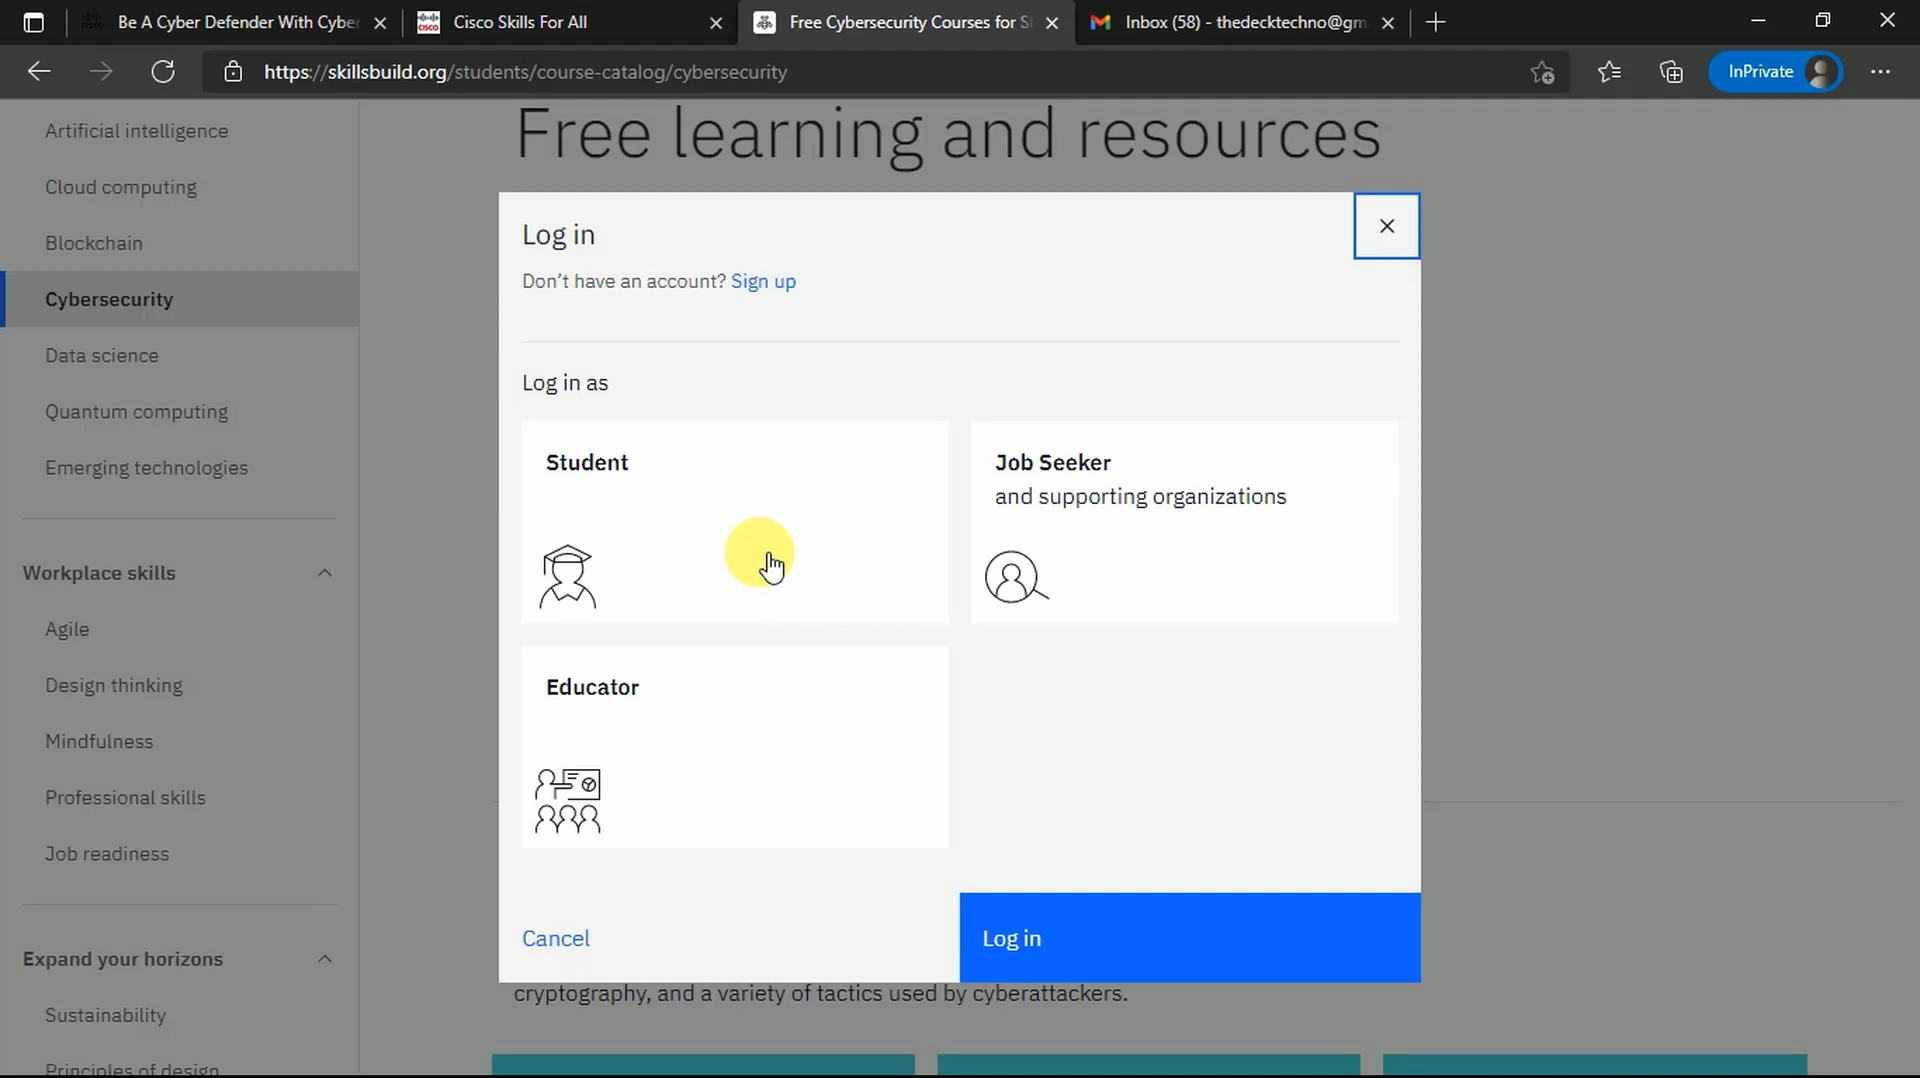 Be A Cyber Defender With Cybe
Cisco Skills For All
Free Cybersecurity Courses for S
Inbox (58) - thedecktechno@gm
https://skillsbuild.org/students/course-catalog/cybersecurity
InPrivate
Artificial intelligence
Cloud computing
Blockchain
Cybersecurity
Data science
Quantum computing
Emerging technologies
Workplace skills
Agile
Design thinking
Mindfulness
Professional skills
Job readiness
Expand your horizons
Sustainability
Principles of design
Free learning and resources
Log in
Don't have an account? Sign up
Log in as
Student
Job Seeker
and supporting organizations
Educator
Cancel
Log in
cryptography, and a variety of tactics used by cyberattackers.